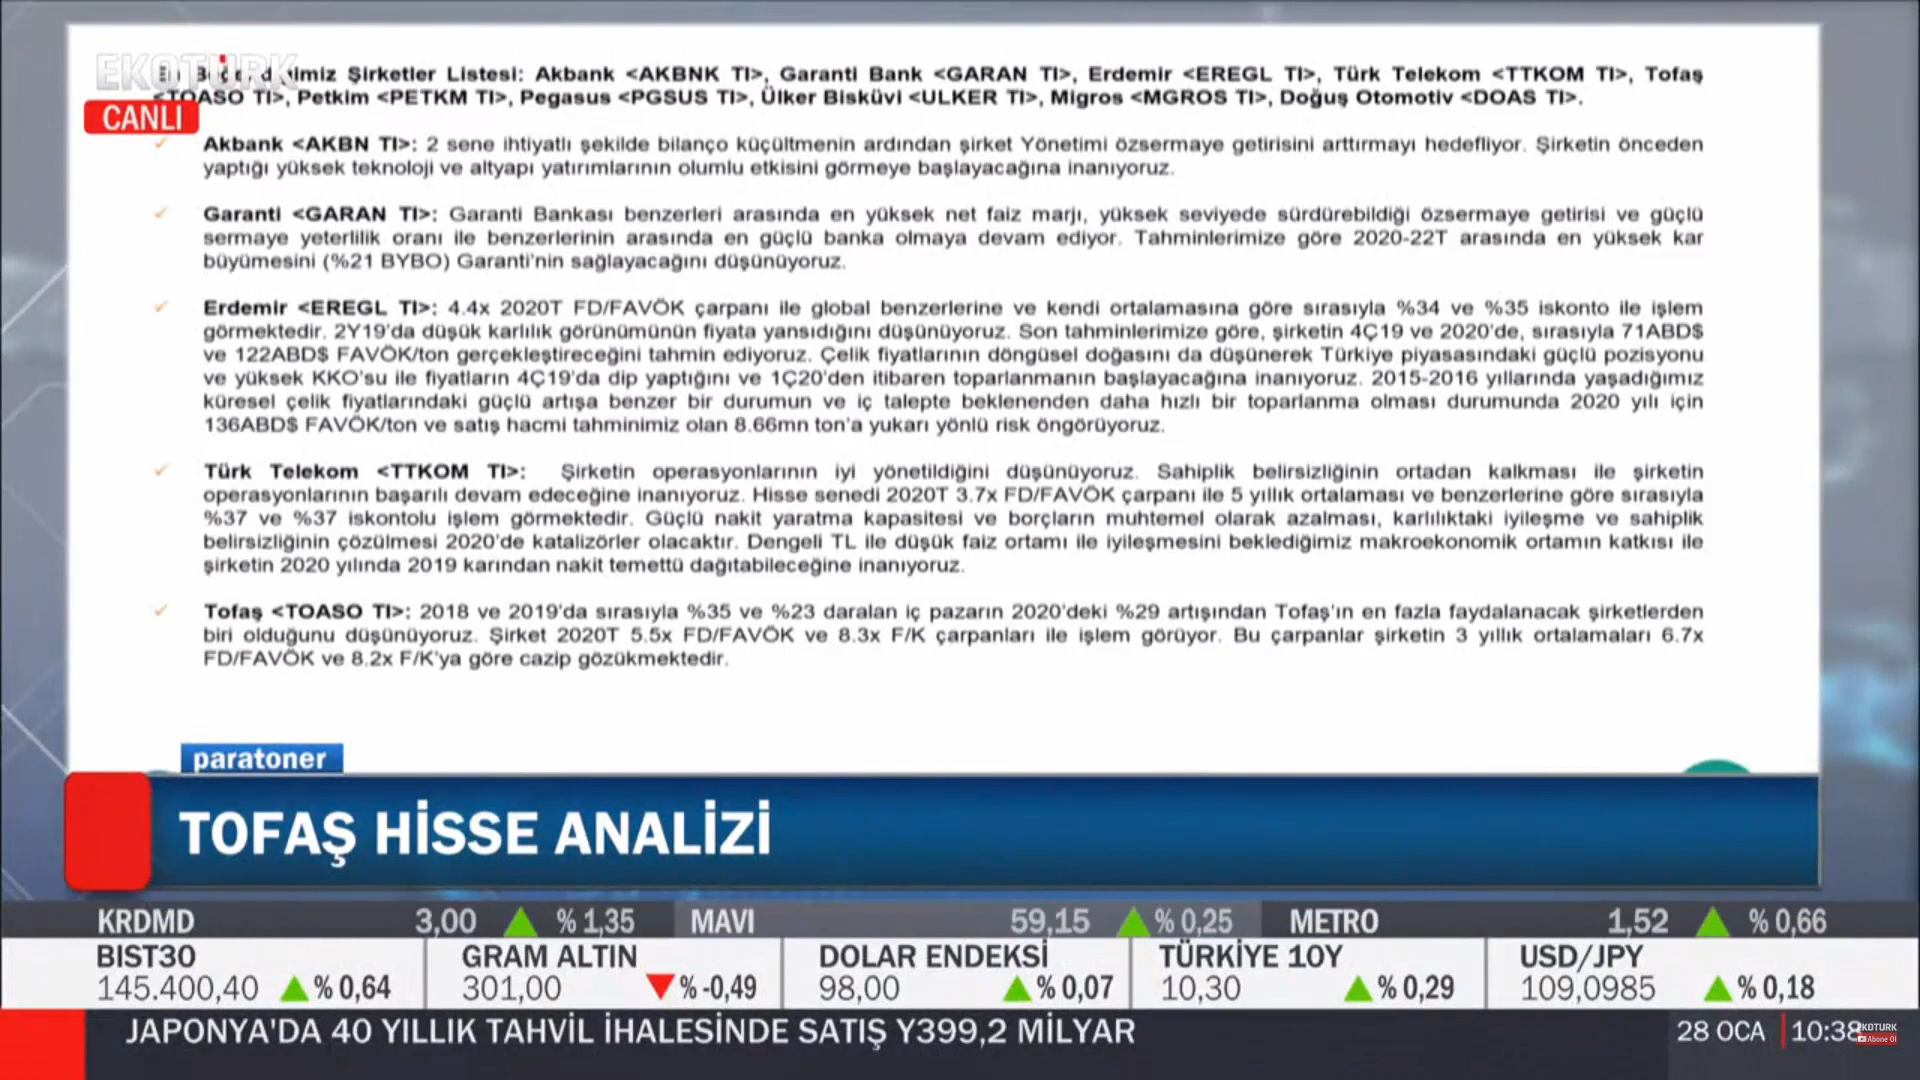 EKOTÜRK
CANLI
Şirketler Listesi: Akbank <AKBNK TI>, Garanti Bank <GARAN TI>, Erdemir <EREGL TI>, Türk Telekom <TTKOM TI>, Tofaş
<TOASO TI>, Petkim <PETKM TI>, Pegasus <PGSUS TI>, Ülker Bisküvi <ULKER TI>, Migros <MGROS TI>, Doğuş Otomotiv <DOAS TI>.
Akbank <AKBN TI>: 2 sene ihtiyatlı şekilde bilanço küçültmenin ardından şirket Yönetimi özsermaye getirisini arttırmayı hedefliyor. Şirketin önceden
yaptığı yüksek teknoloji ve altyapı yatırımlarının olumlu etkisini görmeye başlayacağına inanıyoruz.
Garanti <GARAN TI>: Garanti Bankası benzerleri arasında en yüksek net faiz marjı, yüksek seviyede sürdürebildiği özsermaye getirisi ve güçlü
sermaye yeterlilik oranı ile benzerlerinin arasında en güçlü banka olmaya devam ediyor. Tahminlerimize göre 2020-22T arasında en yüksek kar
büyümesini (%21 BYBO) Garanti'nin sağlayacağını düşünüyoruz.
Erdemir <EREGL TI>: 4.4x 2020T FD/FAVÖK çarpanı ile global benzerlerine ve kendi ortalamasına göre sırasıyla %34 ve %35 iskonto ile işlem
görmektedir. 2Y19'da düşük karlılık görünümünün fiyata yansıdığını düşünüyoruz. Son tahminlerimize göre, şirketin 4Ç19 ve 2020'de, sırasıyla 71ABD$
ve 122ABD$ FAVÖK/ton gerçekleştireceğini tahmin ediyoruz. Çelik fiyatlarının döngüsel doğasını da düşünerek Türkiye piyasasındaki güçlü pozisyonu
ve yüksek KKO'su ile fiyatların 4Ç19'da dip yaptığını ve 1Ç20'den itibaren toparlanmanın başlayacağına inanıyoruz. 2015-2016 yıllarında yaşadığımız
küresel çelik fiyatlarındaki güçlü artışa benzer bir durumun ve iç talepte beklenenden daha hızlı bir toparlanma olması durumunda 2020 yılı için
136ABD$ FAVÖK/ton ve satış hacmi tahminimiz olan 8.66mn ton'a yukarı yönlü risk öngörüyoruz.
Türk Telekom <TTKOM TI>: Şirketin operasyonlarının iyi yönetildiğini düşünüyoruz. Sahiplik belirsizliğinin ortadan kalkması ile şirketin
operasyonlarının başarılı devam edeceğine inanıyoruz. Hisse senedi 2020T 3.7x FD/FAVÖK çarpanı ile 5 yıllık ortalaması ve benzerlerine göre sırasıyla
%37 ve %37 iskontolu işlem görmektedir. Güçlü nakit yaratma kapasitesi ve borçların muhtemel olarak azalması, karlılıktaki iyileşme ve sahiplik
belirsizliğinin çözülmesi 2020'de katalizörler olacaktır. Dengeli TL ile düşük faiz ortamı ile iyileşmesini beklediğimiz makroekonomik ortamın katkısı ile
şirketin 2020 yılında 2019 karından nakit temettü dağıtabileceğine inanıyoruz.
Tofaş <TOASO TI>: 2018 ve 2019'da sırasıyla %35 ve %23 daralan iç pazarın 2020'deki %29 artışından Tofaş'ın en fazla faydalanacak şirketlerden
biri olduğunu düşünüyoruz. Şirket 2020T 5.5x FD/FAVÖK ve 8.3x F/K çarpanları ile işlem görüyor. Bu çarpanlar şirketin 3 yıllık ortalamaları 6.7x
FD/FAVÖK ve 8.2x F/K'ya göre cazip gözükmektedir.
paratoner
TOFAŞ HİSSE ANALİZİ
KRDMD 3,00 % 1,35 MAVI 59,15 % 0,25 METRO 1,52 % 0,66
BIST30 GRAM ALTIN DOLAR ENDEKSİ TÜRKİYE 10Y USD/JPY
145.400,40 % 0,64 301,00 % -0,49 98,00 % 0,07 10,30 % 0,29 109,0985 % 0,18
JAPONYA'DA 40 YILLIK TAHVİL İHALESİNDE SATIŞ Y399,2 MİLYAR
28 OCA 10:38
EKOTURK
Abone Ol